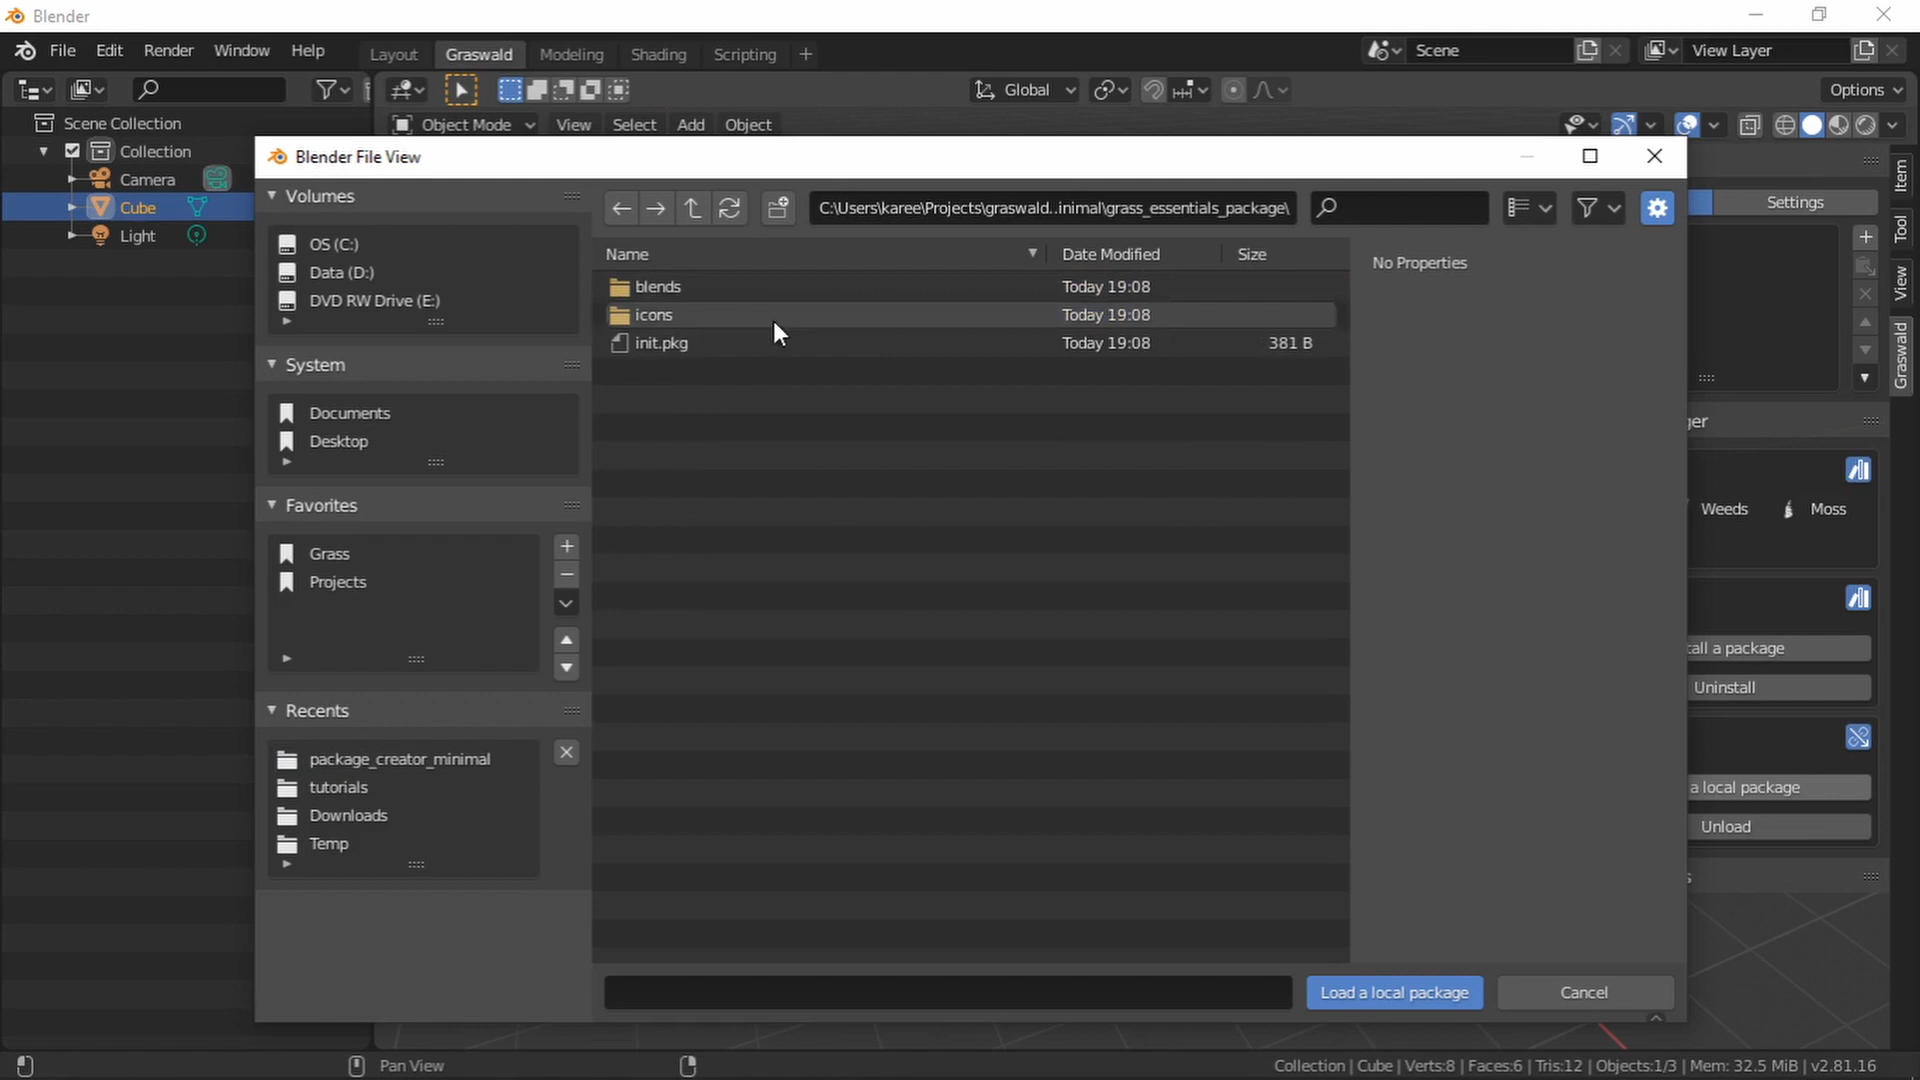 Blender
File Edit Render Window Help Layout Graswald Modeling Shading Scripting + Scene View Layer
Global Options
Scene Collection Object Mode View Select Add Object
Collection
Camera
Cube
Light
Blender File View
Volumes
OS (C:)
Data (D:)
DVD RW Drive (E:)
System
Documents
Desktop
Favorites
Grass
Projects
Recents
package_creator_minimal
tutorials
Downloads
Temp
C:\Users\karee\Projects\graswald..inimal\grass_essentials_package\
Name Date Modified Size
blends Today 19:08
icons Today 19:08
init.pkg Today 19:08 381 B
No Properties
Load a local package Cancel
Settings
Item
Tool
View
Graswald
ger
Weeds Moss
tall a package
Uninstall
a local package
Unload
s
Pan View
Collection | Cube | Verts:8 | Faces:6 | Tris:12 | Objects:1/3 | Mem: 32.5 MiB | v2.81.16